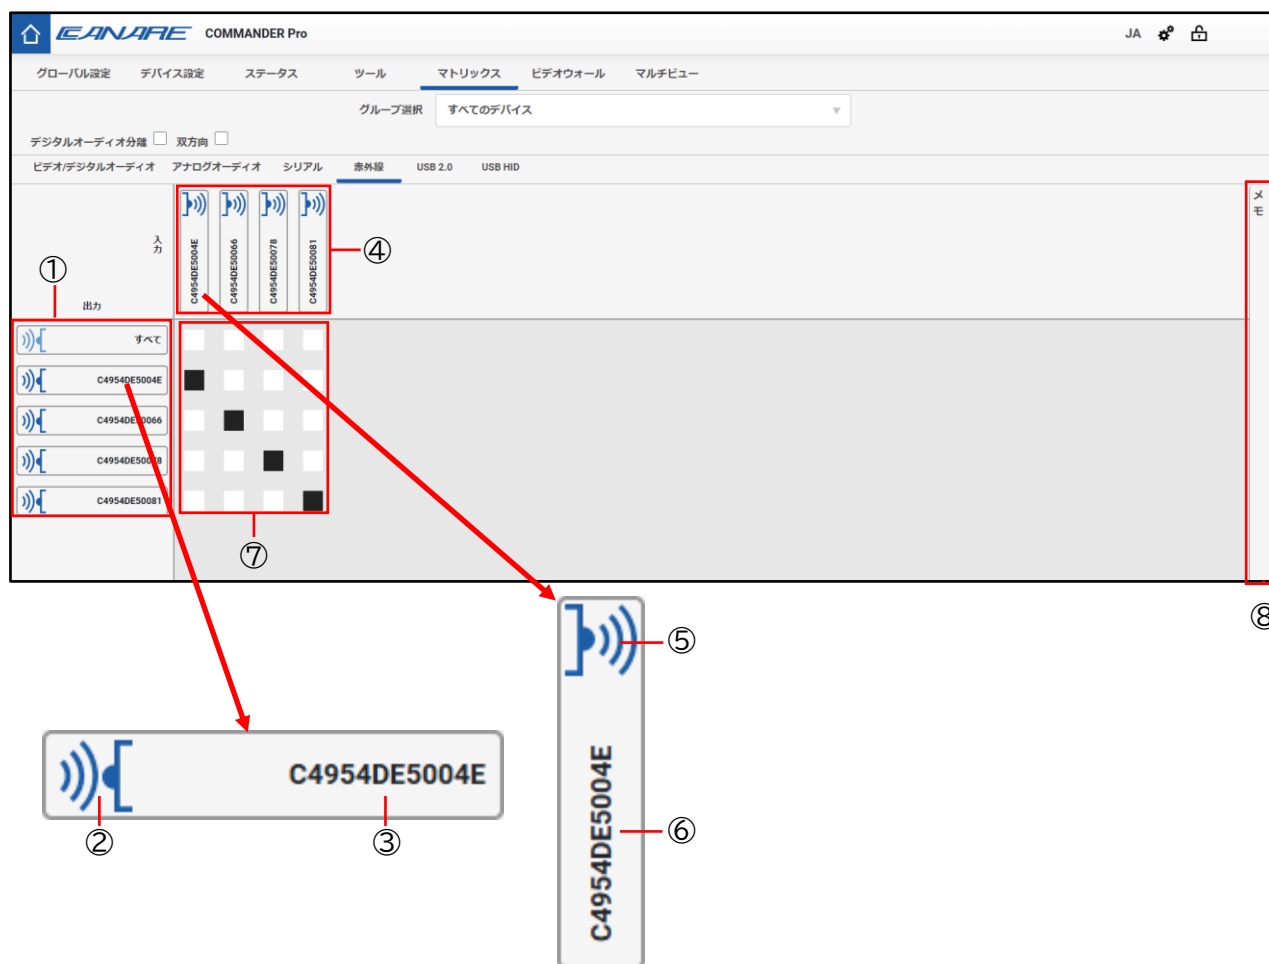 CANARE COMMANDER Pro JA
グローバル設定 デバイス設定 ステータス ツール マトリックス ビデオウォール マルチビュー
グループ選択 すべてのデバイス
デジタルオーディオ分離 双方向
ビデオ/デジタルオーディオ アナログオーディオ シリアル 赤外線 USB 2.0 USB HID
入力
出力
C4954DE5004E
C4954DE50066
C4954DE50078
C4954DE50081
④
メモ
①
すべて
C4954DE5004E
C4954DE50066
C4954DE50078
C4954DE50081
⑦
⑧
⑤
C4954DE5004E
⑥
C4954DE5004E
②
③